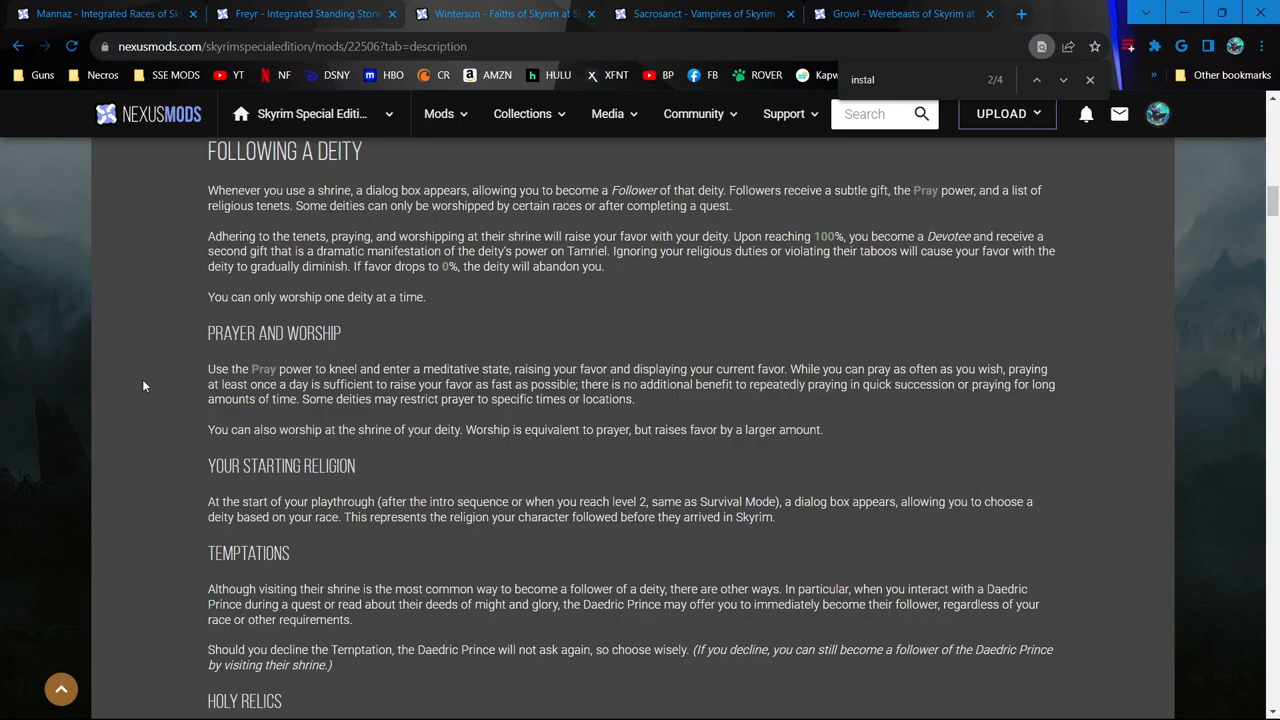 Mannaz - Integrated Races of Sk
Freyr - Integrated Standing Stone
Wintersun - Faiths of Skyrim at S
Sacrosanct - Vampires of Skyrim
Growl - Werebeasts of Skyrim at
nexusmods.com/skyrimspecialedition/mods/22506?tab=description
Guns Necros SSE MODS YT NF DSNY HBO CR AMZN HULU XFNT BP FB ROVER Kapw » Other bookmarks
instal 2/4
NEXUSMODS Skyrim Special Editi... Mods Collections Media Community Support Search UPLOAD
FOLLOWING A DEITY
Whenever you use a shrine, a dialog box appears, allowing you to become a Follower of that deity. Followers receive a subtle gift, the Pray power, and a list of
religious tenets. Some deities can only be worshipped by certain races or after completing a quest.
Adhering to the tenets, praying, and worshipping at their shrine will raise your favor with your deity. Upon reaching 100%, you become a Devotee and receive a
second gift that is a dramatic manifestation of the deity's power on Tamriel. Ignoring your religious duties or violating their taboos will cause your favor with the
deity to gradually diminish. If favor drops to 0%, the deity will abandon you.
You can only worship one deity at a time.
PRAYER AND WORSHIP
Use the Pray power to kneel and enter a meditative state, raising your favor and displaying your current favor. While you can pray as often as you wish, praying
at least once a day is sufficient to raise your favor as fast as possible; there is no additional benefit to repeatedly praying in quick succession or praying for long
amounts of time. Some deities may restrict prayer to specific times or locations.
You can also worship at the shrine of your deity. Worship is equivalent to prayer, but raises favor by a larger amount.
YOUR STARTING RELIGION
At the start of your playthrough (after the intro sequence or when you reach level 2, same as Survival Mode), a dialog box appears, allowing you to choose a
deity based on your race. This represents the religion your character followed before they arrived in Skyrim.
TEMPTATIONS
Although visiting their shrine is the most common way to become a follower of a deity, there are other ways. In particular, when you interact with a Daedric
Prince during a quest or read about their deeds of might and glory, the Daedric Prince may offer you to immediately become their follower, regardless of your
race or other requirements.
Should you decline the Temptation, the Daedric Prince will not ask again, so choose wisely. (If you decline, you can still become a follower of the Daedric Prince
by visiting their shrine.)
HOLY RELICS